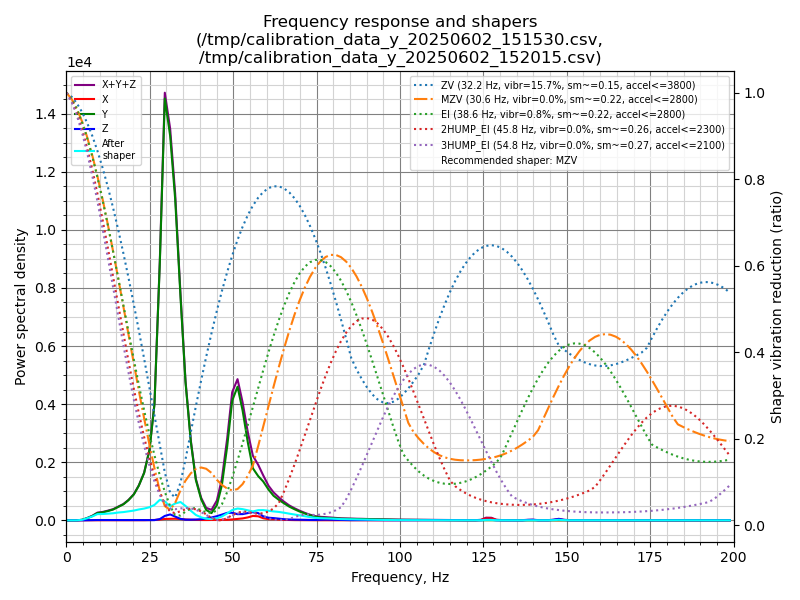 Frequency response and shapers
(/tmp/calibration_data_y_20250602_151530.csv,
/tmp/calibration_data_y_20250602_152015.csv)
1e4
X+Y+Z
X
Y
Z
After
shaper
ZV (32.2 Hz, vibr=15.7%, sm~=0.15, accel<=3800)
MZV (30.6 Hz, vibr=0.0%, sm~=0.22, accel<=2800)
EI (38.6 Hz, vibr=0.8%, sm~=0.22, accel<=2800)
2HUMP_EI (45.8 Hz, vibr=0.0%, sm~=0.26, accel<=2300)
3HUMP_EI (54.8 Hz, vibr=0.0%, sm~=0.27, accel<=2100)
Recommended shaper: MZV
Power spectral density
1.4
1.2
1.0
0.8
0.6
0.4
0.2
0.0
1.0
0.8
0.6
0.4
0.2
0.0
Shaper vibration reduction (ratio)
0 25 50 75 100 125 150 175 200
Frequency, Hz